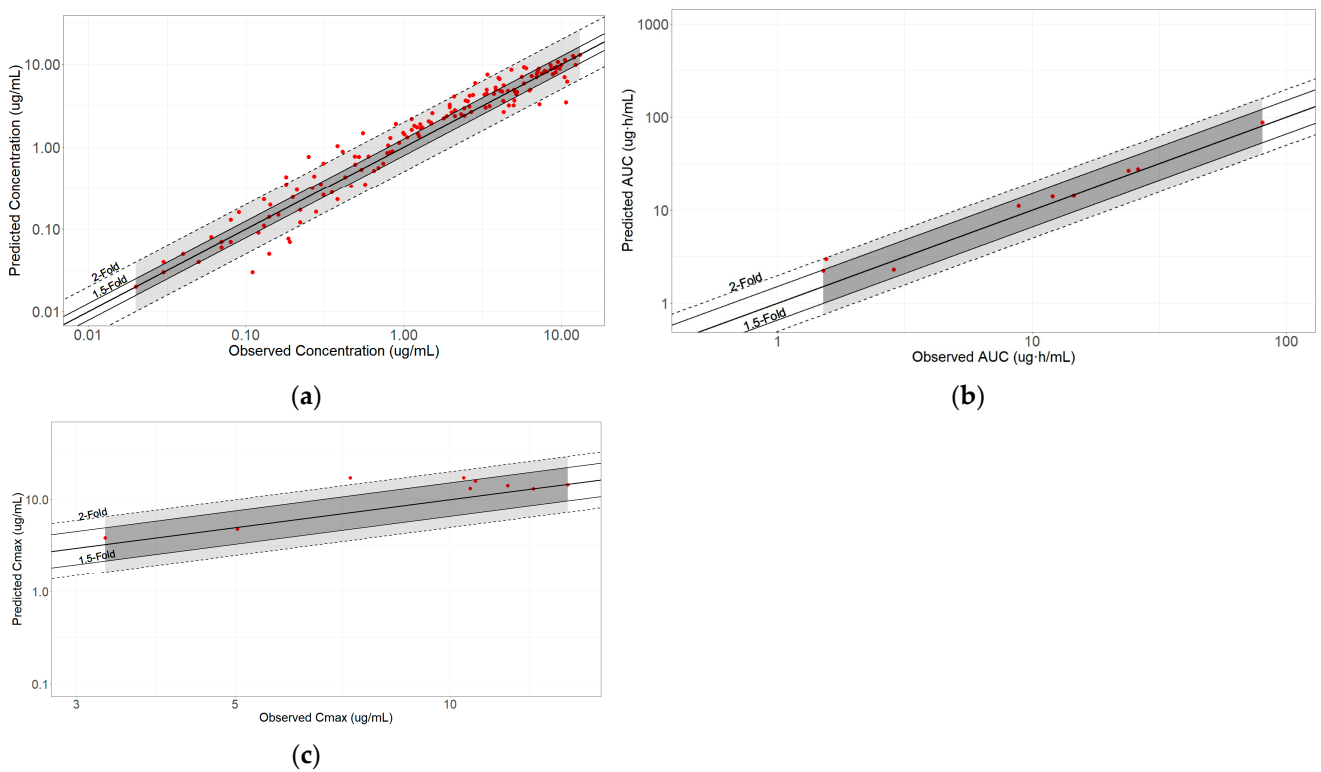 10.00
1.00
0.10
0.01
Predicted Concentration (ug/mL)
2-Fold
1.5-Fold
0.01 0.10 1.00 10.00
Observed Concentration (ug/mL)
(a)
1000
100
10
1
Predicted AUC (ug·h/mL)
2-Fold
1.5-Fold
1 10 100
Observed AUC (ug·h/mL)
(b)
10.0
1.0
0.1
Predicted Cmax (ug/mL)
2-Fold
1.5-Fold
3 5 10
Observed Cmax (ug/mL)
(c)